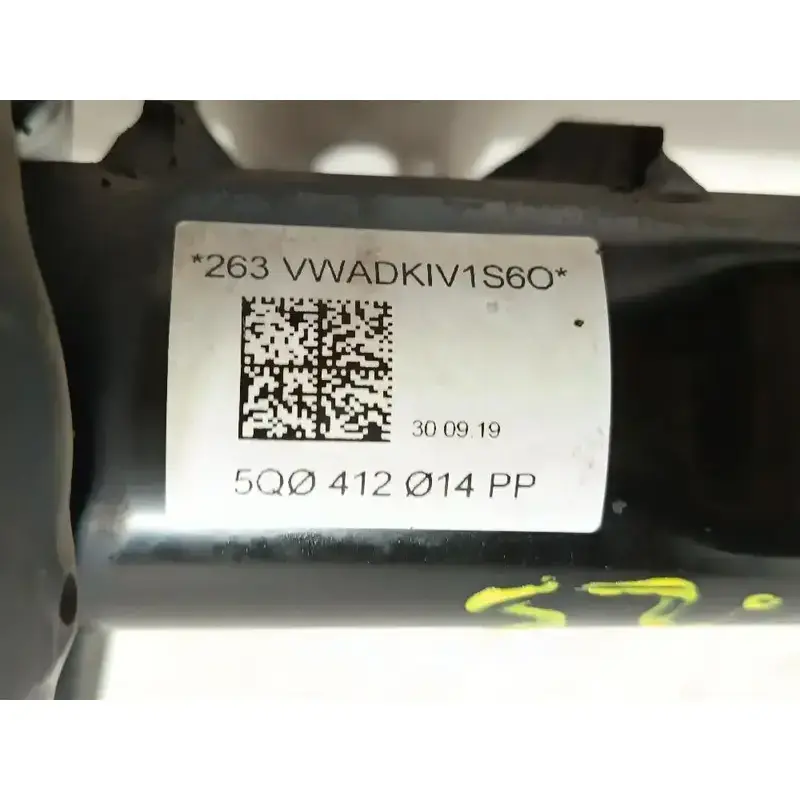 *263 VWADKIV1S6O*
30 09.19
5QØ 412 Ø14 PP